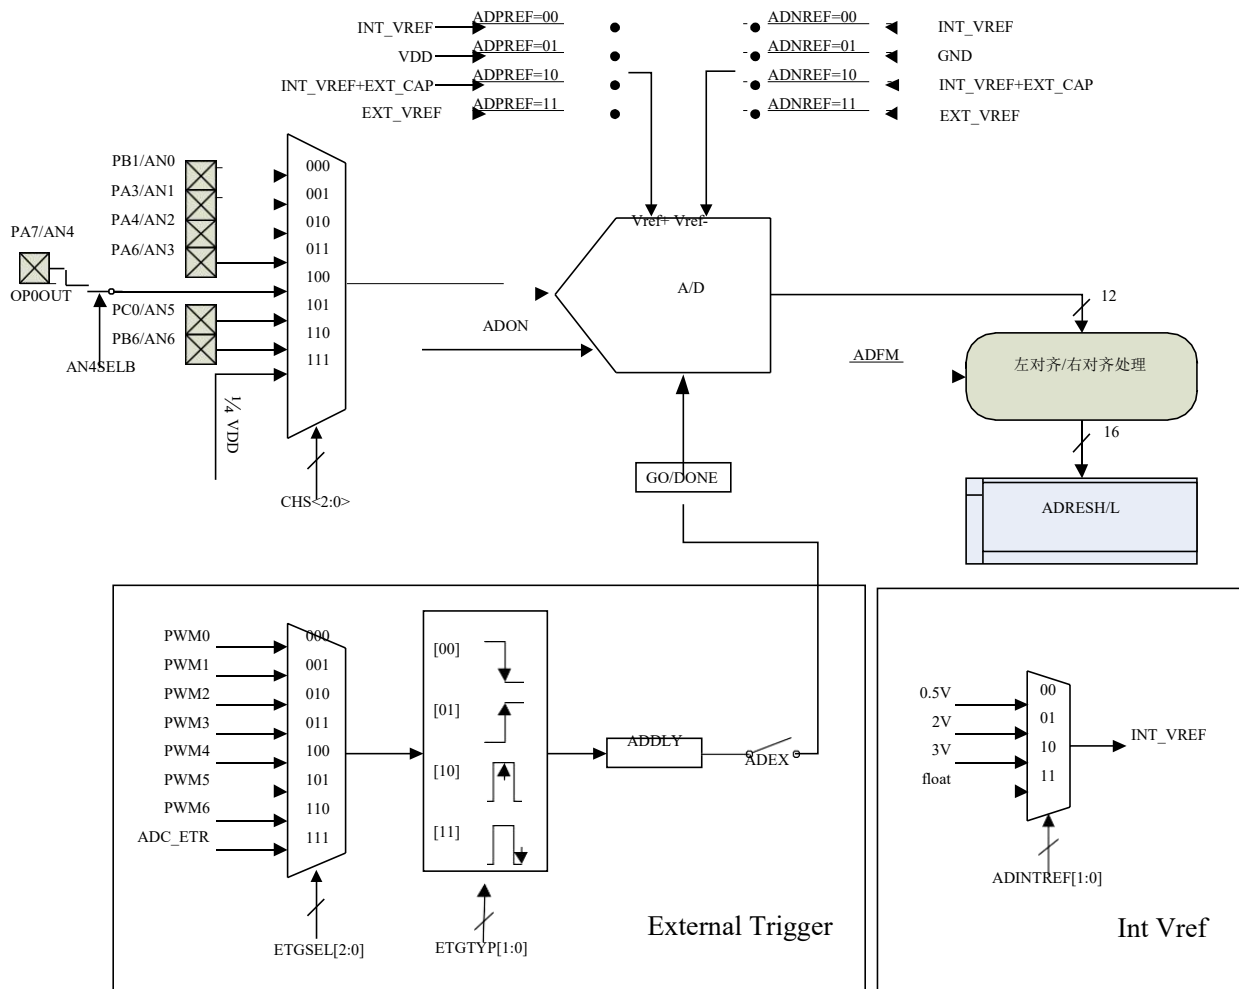 INT_VREF ADPREF=00 ADNREF=00 INT_VREF
VDD ADPREF=01 ADNREF=01 GND
INT_VREF+EXT_CAP ADPREF=10 ADNREF=10 INT_VREF+EXT_CAP
EXT_VREF ADPREF=11 ADNREF=11 EXT_VREF
PB1/AN0 000
PA3/AN1 001
PA4/AN2 010
PA6/AN3 011
PA7/AN4
OP0OUT
AN4SELB
100
PC0/AN5 101
PB6/AN6 110
111
¼ VDD
CHS<2:0>
Vref+ Vref-
A/D
ADON
GO/DONE
12
ADFM
左对齐/右对齐处理
16
ADRESH/L
PWM0 000
PWM1 001
PWM2 010
PWM3 011
PWM4 100
PWM5 101
PWM6 110
ADC_ETR 111
ETGSEL[2:0]
[00]
[01]
[10]
[11]
ETGTYP[1:0]
ADDLY
ADEX
External Trigger
0.5V 00
2V 01
3V 10
float 11
INT_VREF
ADINTREF[1:0]
Int Vref